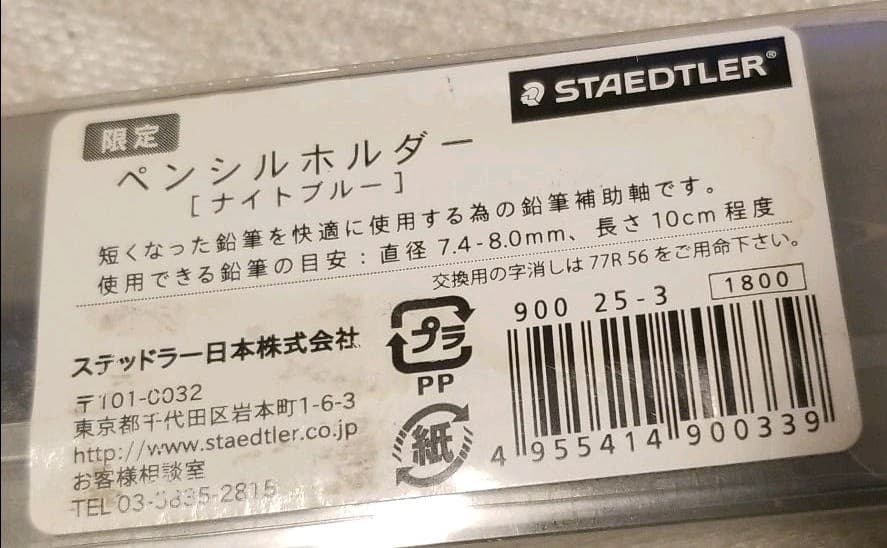 STAEDTLER®
限定
ペンシルホルダー
[ナイトブルー]
短くなった鉛筆を快適に使用する為の鉛筆補助軸です。
使用できる鉛筆の目安:直径 7.4-8.0mm、長さ 10cm 程度
交換用の字消しは 77R 56 をご用命下さい。
900 25-3 1800
ステッドラー日本株式会社
プラ
PP
〒101-0032
東京都千代田区岩本町1-6-3
http://www.staedtler.co.jp
お客様相談室
TEL 03-5835-2815
紙
4 955414 900339